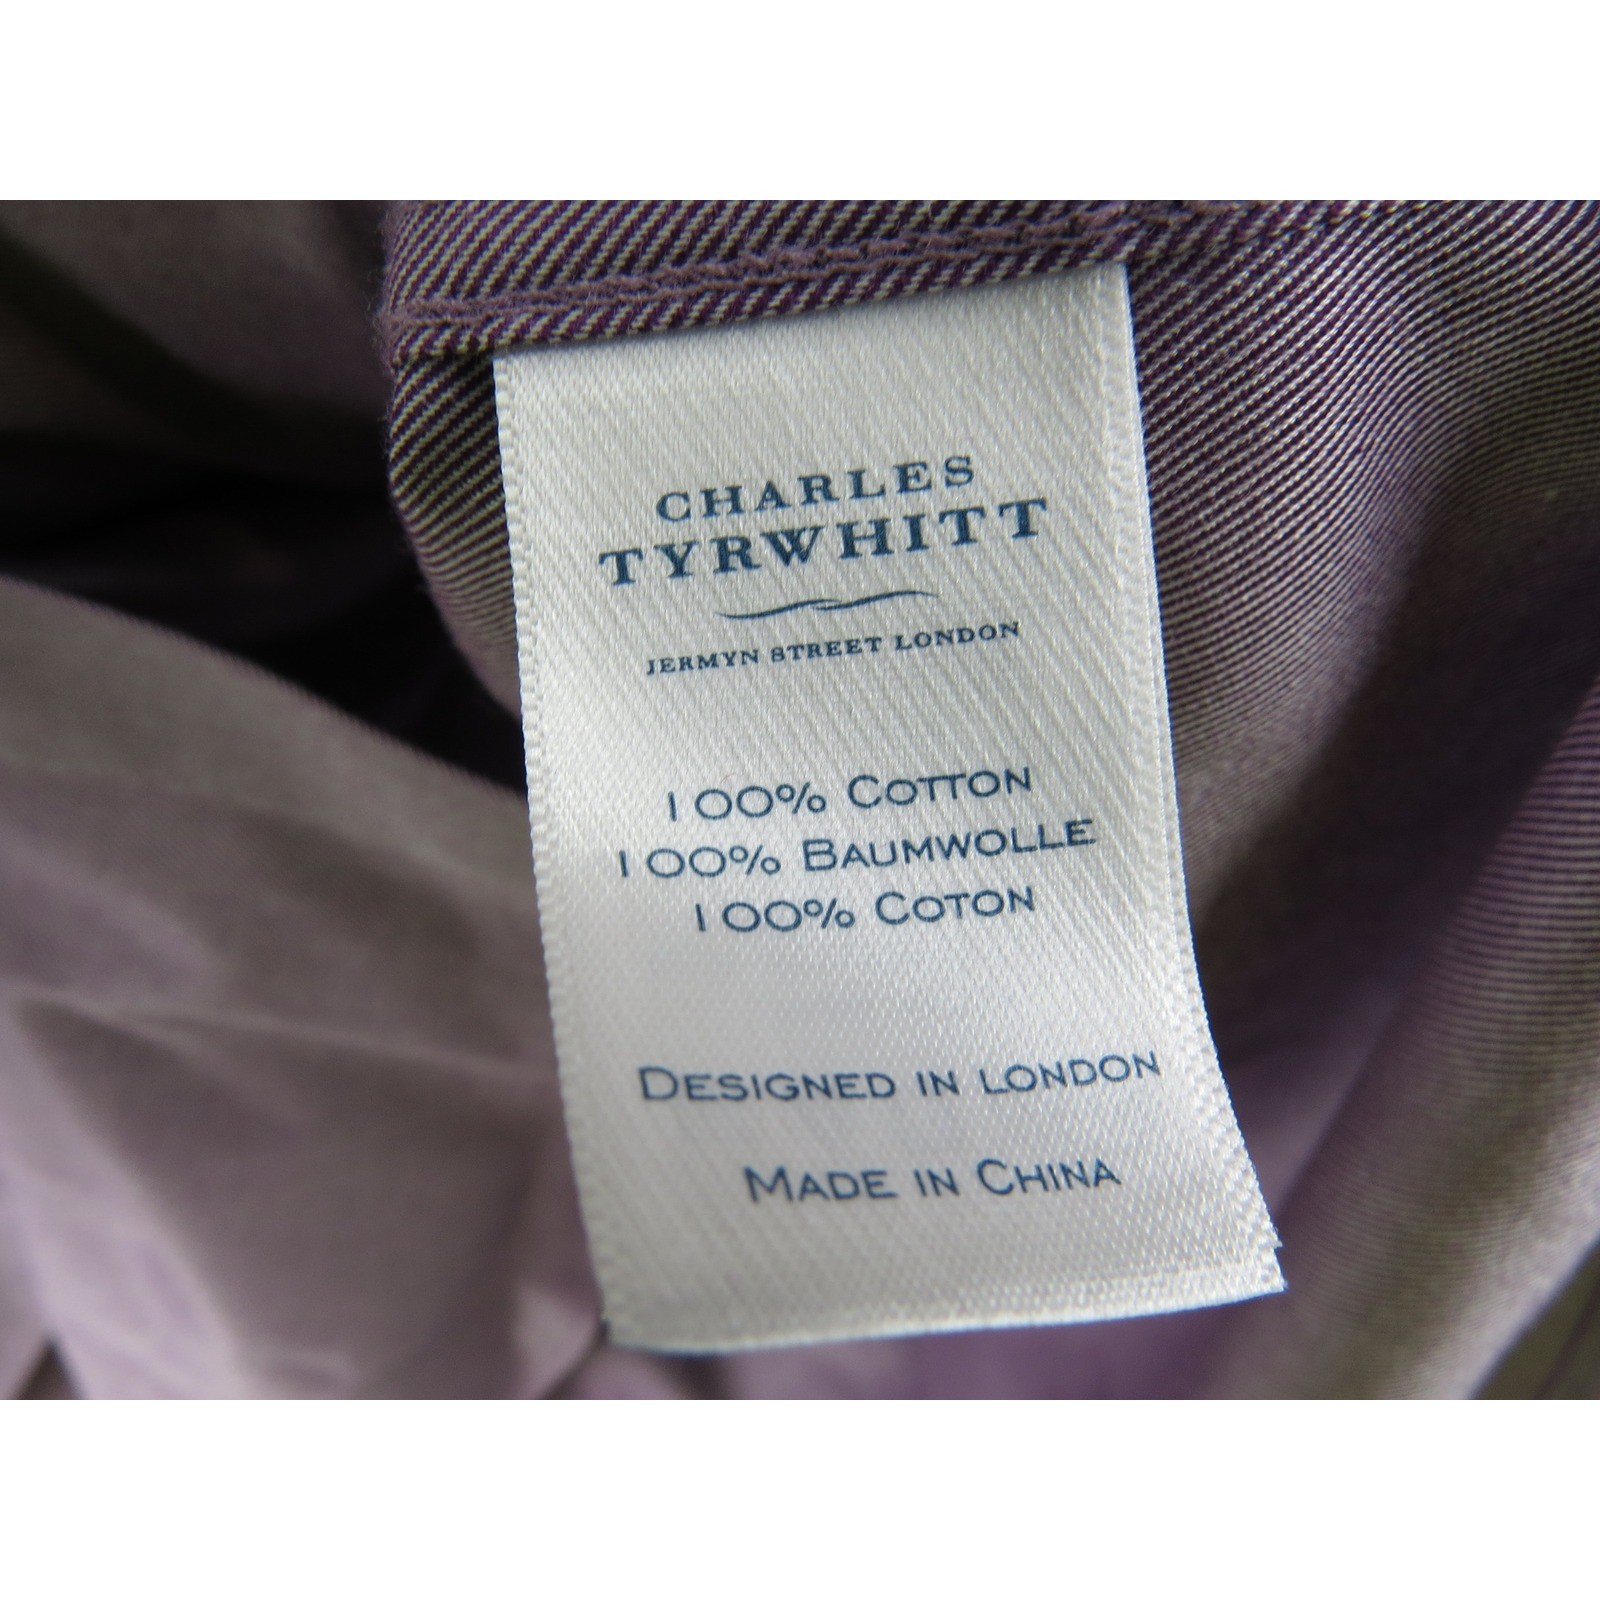 CHARLES
TYRWHITT
JERMYN STREET LONDON
100% COTTON
100% BAUMWOLLE
100% COTON
DESIGNED IN LONDON
MADE IN CHINA